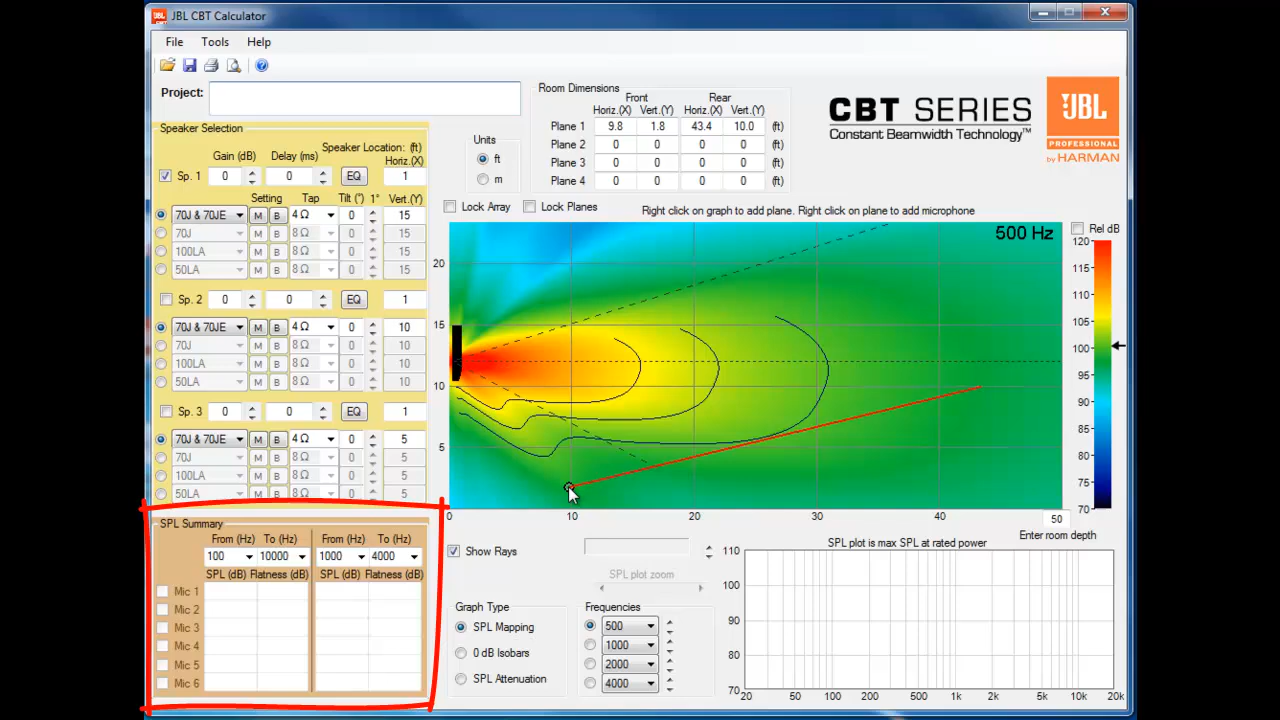 JBL CBT Calculator
File Tools Help
Project:
Speaker Selection
Speaker Location: (ft)
Gain (dB) Delay (ms) Horiz.(X)
Sp. 1 0 0 EQ 1
Setting Tap Tilt (°) 1° Vert.(Y)
70J & 70JE M B 4 Ω 0 15
70J M B 8 Ω 0 15
100LA M B 8 Ω 0 15
50LA M B 8 Ω 0 15
Sp. 2 0 0 EQ 1
70J & 70JE M B 4 Ω 0 10
70J M B 8 Ω 0 10
100LA M B 8 Ω 0 10
50LA M B 8 Ω 0 10
Sp. 3 0 0 EQ 1
70J & 70JE M B 4 Ω 0 5
70J M B 8 Ω 0 5
100LA M B 8 Ω 0 5
50LA M B 8 Ω 0 5
SPL Summary
From (Hz) To (Hz) From (Hz) To (Hz)
100 10000 1000 4000
SPL (dB) Flatness (dB) SPL (dB) Flatness (dB)
Mic 1
Mic 2
Mic 3
Mic 4
Mic 5
Mic 6
Units
ft
m
Room Dimensions
Front Rear
Horiz.(X) Vert.(Y) Horiz.(X) Vert.(Y)
Plane 1 9.8 1.8 43.4 10.0 (ft)
Plane 2 0 0 0 0 (ft)
Plane 3 0 0 0 0 (ft)
Plane 4 0 0 0 0 (ft)
CBT SERIES
Constant Beamwidth Technology™
JBL
PROFESSIONAL
by HARMAN
Lock Array Lock Planes Right click on graph to add plane. Right click on plane to add microphone
500 Hz
Rel dB
20
15
10
5
0 10 20 30 40 50
120
115
110
105
100
95
90
85
80
75
70
Enter room depth
Show Rays
SPL plot zoom
Graph Type
SPL Mapping
0 dB Isobars
SPL Attenuation
Frequencies
500
1000
2000
4000
SPL plot is max SPL at rated power
110
100
90
80
70
20 50 100 200 500 1k 2k 5k 10k 20k